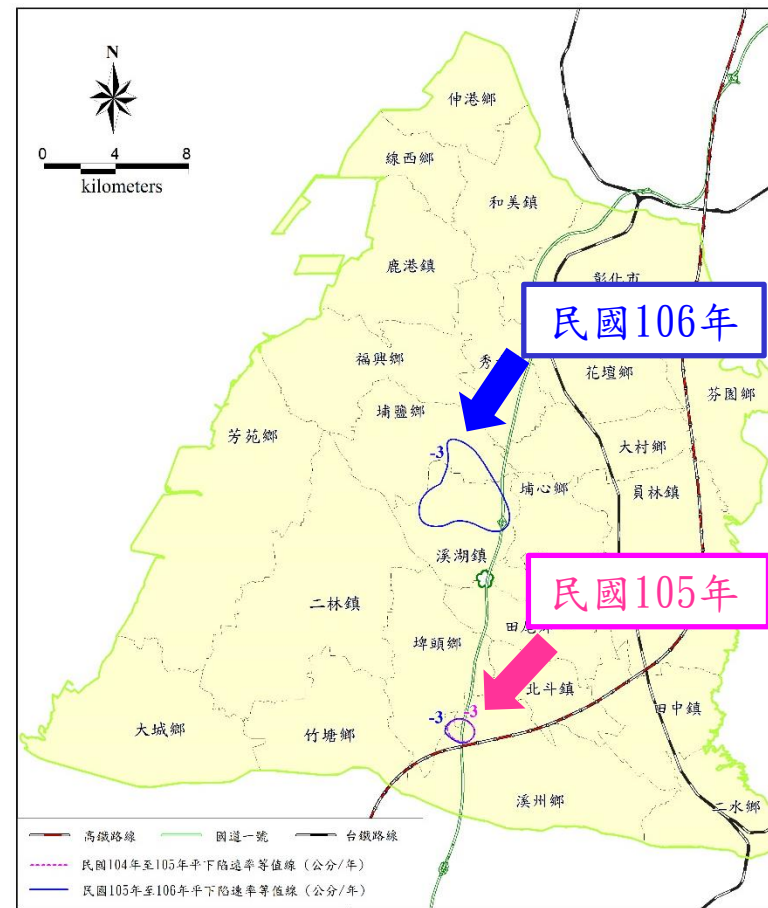 N
0 4 8
kilometers
伸港鄉
線西鄉
和美鎮
鹿港鎮
彰化市
民國106年
福興鄉
秀
花壇鄉
芬園鄉
埔鹽鄉
芳苑鄉
大村鄉
-3
埔心鄉
員林鎮
溪湖鎮
民國105年
二林鎮
田尾鄉
埤頭鄉
北斗鎮
田中鎮
-3
-3
大城鄉
竹塘鄉
溪州鄉
二水鄉
高鐵路線
國道一號
台鐵路線
民國104年至105年平下陷速率等值線（公分/年）
民國105年至106年平下陷速率等值線（公分/年）